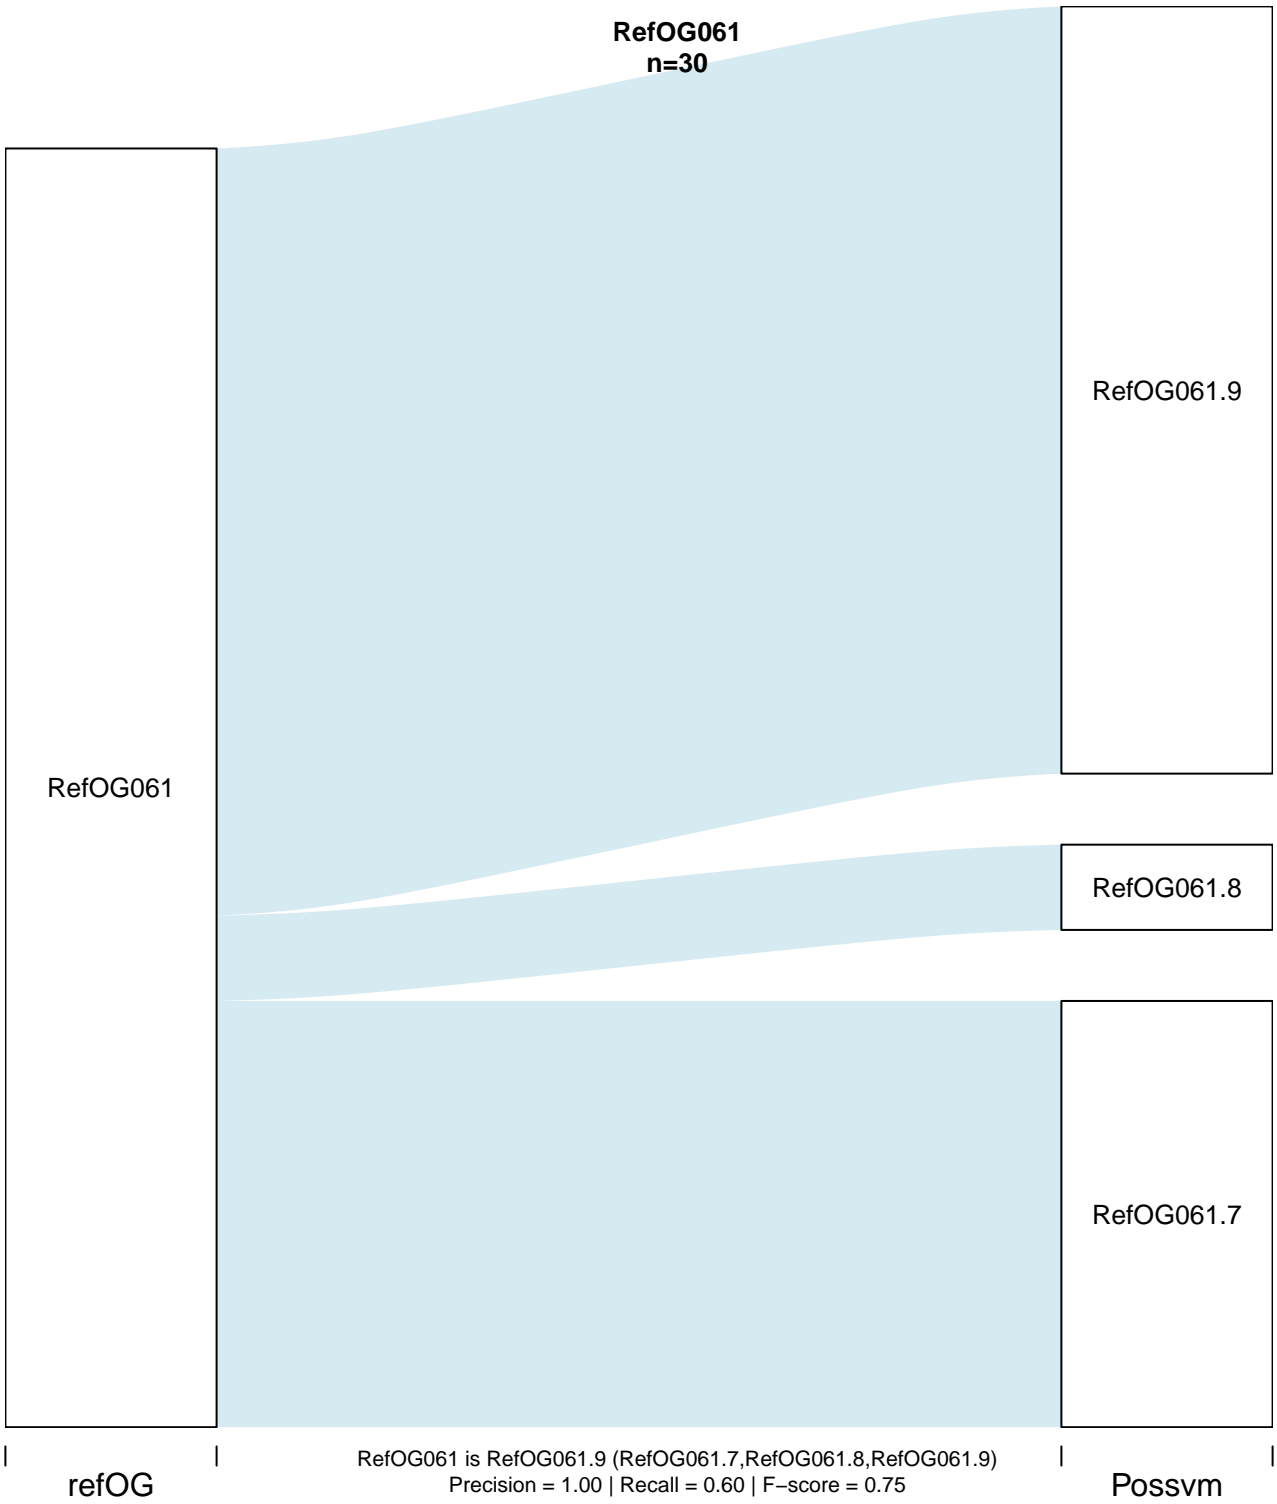 RefOG061
n=30
RefOG061.9
RefOG061
RefOG061.8
RefOG061.7
RefOG061 is RefOG061.9 (RefOG061.7,RefOG061.8,RefOG061.9)
Precision = 1.00 | Recall = 0.60 | F−score = 0.75
refOG
Possvm